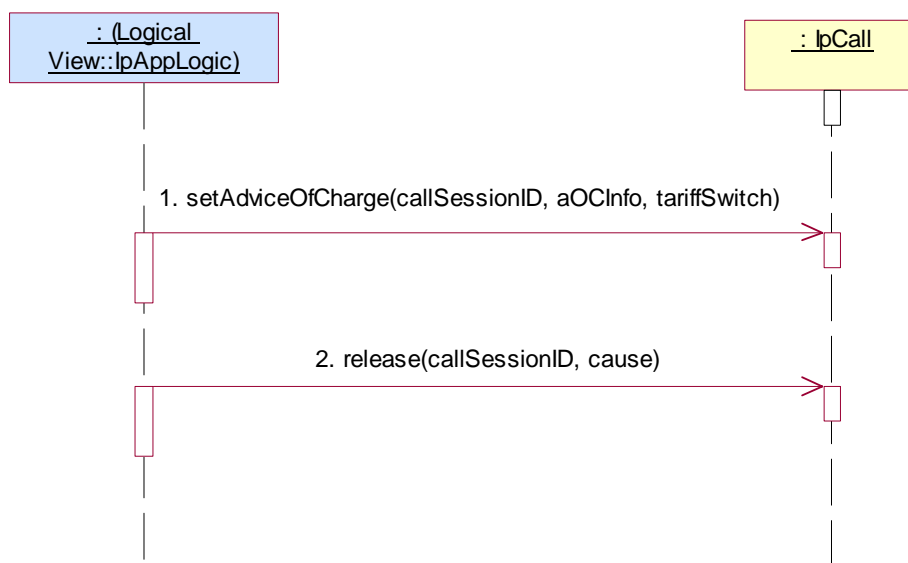 : (Logical
View::IpAppLogic)
: IpCall
1. setAdviceOfCharge(callSessionID, aOCInfo, tariffSwitch)
2. release(callSessionID, cause)